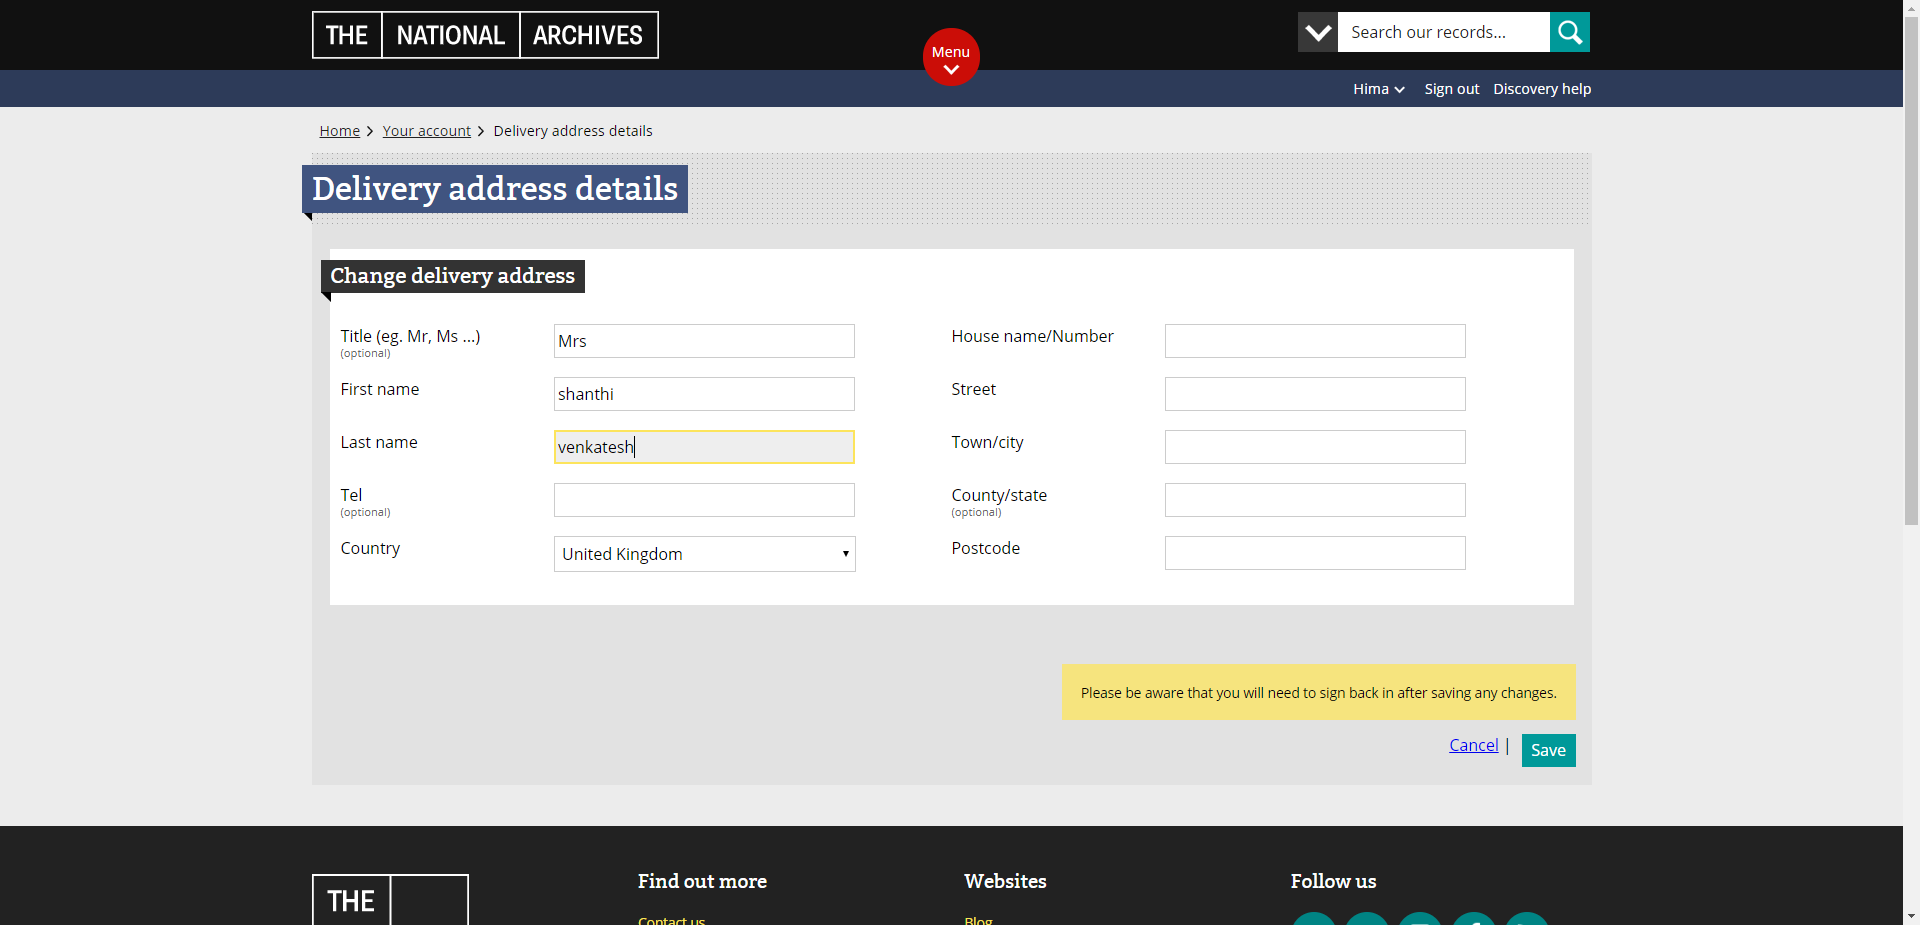 THE NATIONAL ARCHIVES
Menu
Search our records...
Hima Sign out Discovery help
Home Your account Delivery address details
Delivery address details
Change delivery address
Title (eg. Mr, Ms ...) Mrs
(optional)
First name shanthi
Last name venkatesh
Tel
(optional)
Country United Kingdom
House name/Number
Street
Town/city
County/state
(optional)
Postcode
Please be aware that you will need to sign back in after saving any changes.
Cancel | Save
THE
Find out more
Contact us
Websites
Blog
Follow us